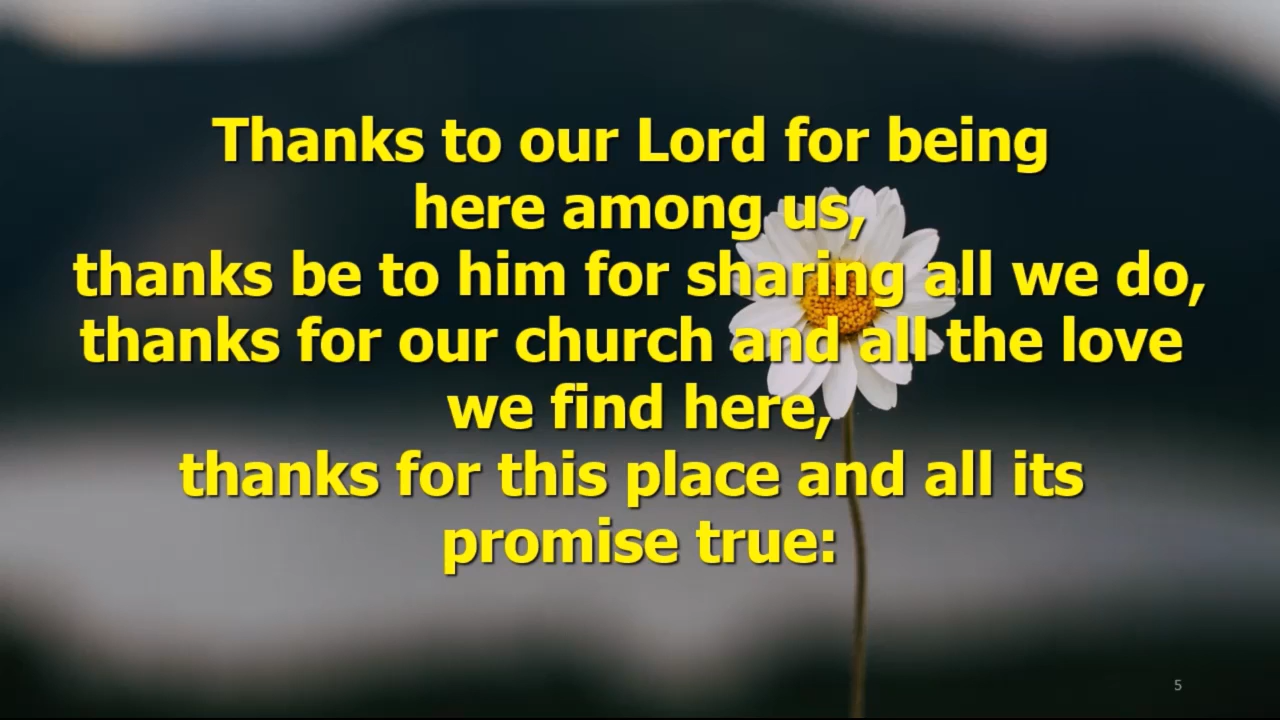 Thanks to our Lord for being
here among us,
thanks be to him for sharing all we do,
thanks for our church and all the love
we find here,
thanks for this place and all its
promise true:
5